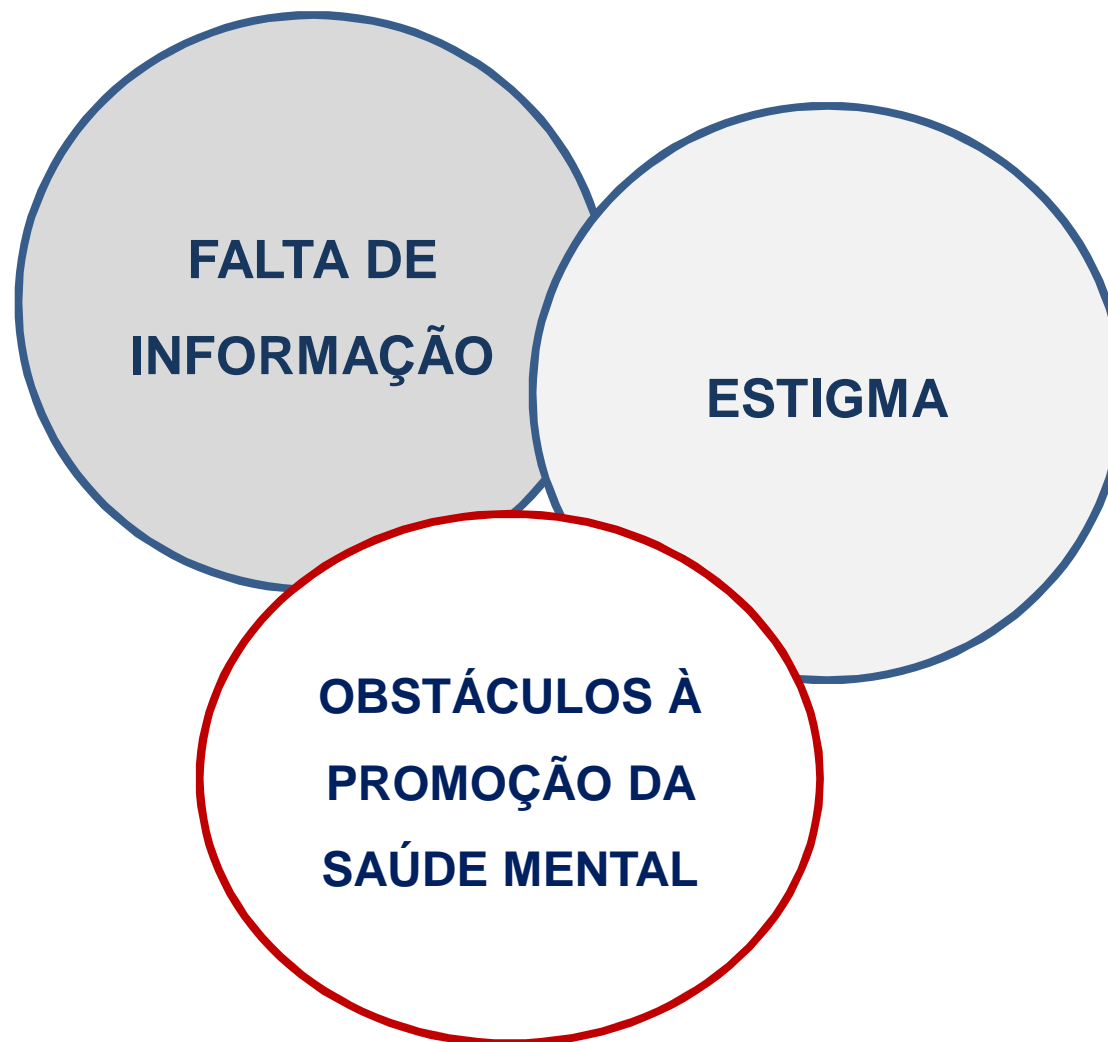 FALTA DE
INFORMAÇÃO
ESTIGMA
OBSTÁCULOS À
PROMOÇÃO DA
SAÚDE MENTAL